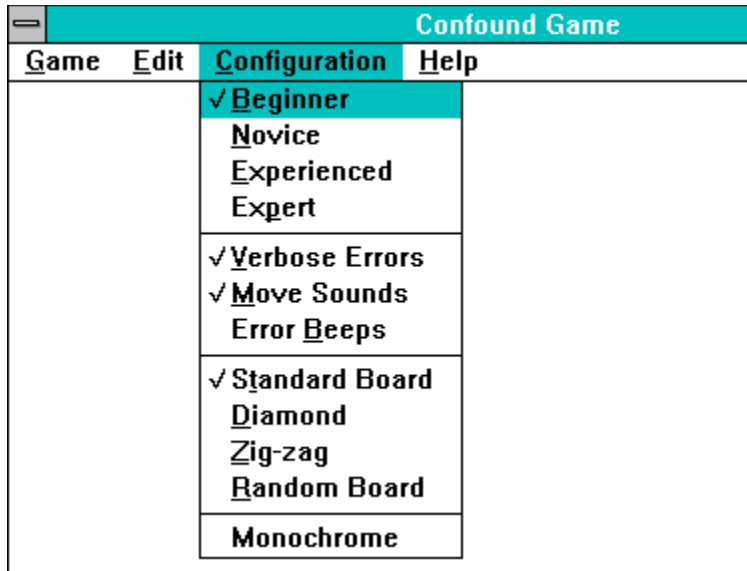 Confound Game
Game Edit Configuration Help
√ Beginner
Novice
Experienced
Expert
√ Verbose Errors
√ Move Sounds
Error Beeps
√ Standard Board
Diamond
Zig-zag
Random Board
Monochrome